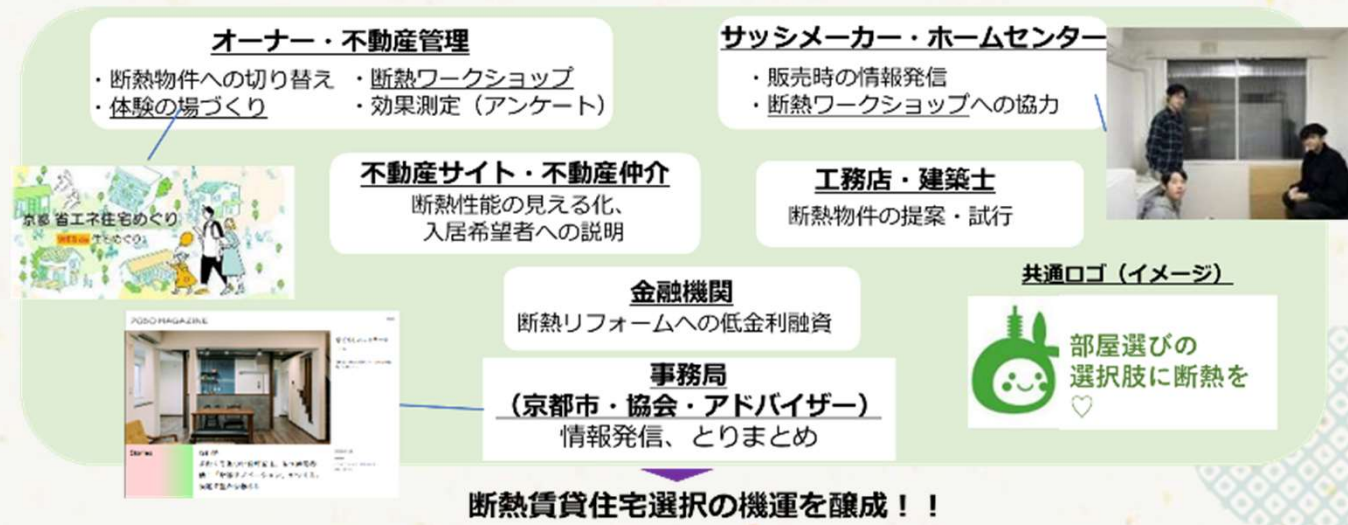 オーナー・不動産管理
・断熱物件への切り替え ・断熱ワークショップ
・体験の場づくり ・効果測定（アンケート）
サッシメーカー・ホームセンター
・販売時の情報発信
・断熱ワークショップへの協力
不動産サイト・不動産仲介
断熱性能の見える化、
入居希望者への説明
工務店・建築士
断熱物件の提案・試行
京都 省エネ住宅めぐり
金融機関
断熱リフォームへの低金利融資
共通ロゴ（イメージ）
部屋選びの
選択肢に断熱を
♡
事務局
（京都市・協会・アドバイザー）
情報発信、とりまとめ
断熱賃貸住宅選択の機運を醸成！！